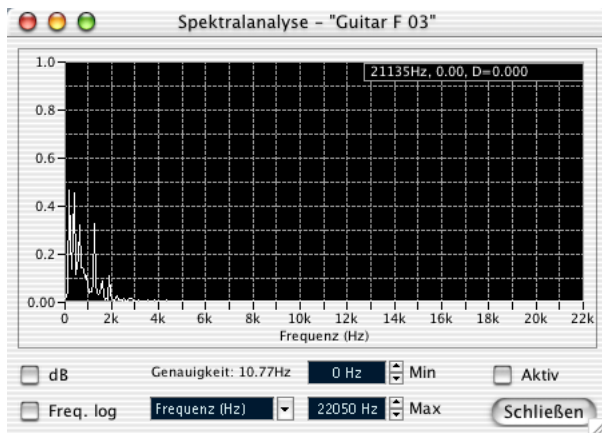 Spektralanalyse – "Guitar F 03"
21135Hz, 0.00, D=0.000
1.0
0.8
0.6
0.4
0.2
0.00
0 2k 4k 6k 8k 10k 12k 14k 16k 18k 20k 22k
Frequenz (Hz)
dB Genauigkeit: 10.77Hz 0 Hz Min Aktiv
Freq. log Frequenz (Hz) 22050 Hz Max Schließen